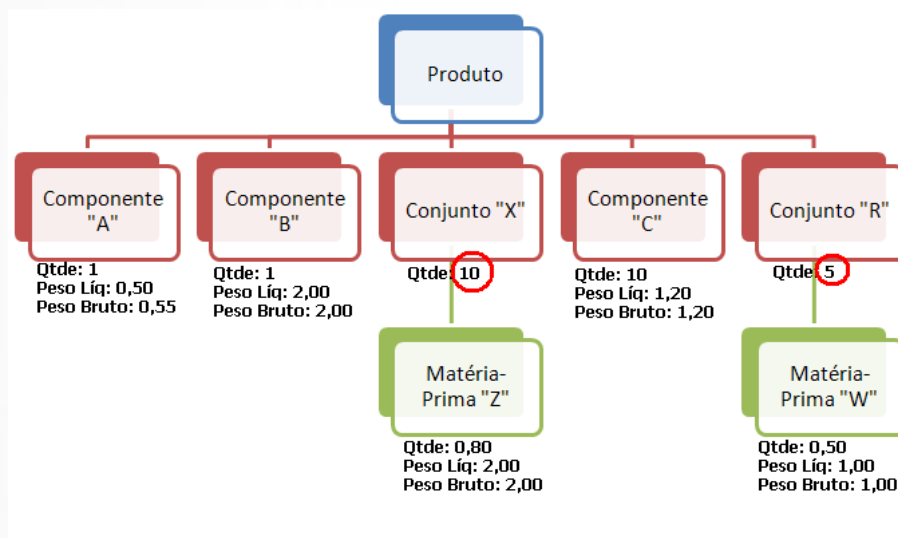 Produto
Componente
"A"
Qtde: 1
Peso Líq: 0,50
Peso Bruto: 0,55
Componente
"B"
Qtde: 1
Peso Líq: 2,00
Peso Bruto: 2,00
Conjunto "X"
Qtde: 10
Componente
"C"
Qtde: 10
Peso Líq: 1,20
Peso Bruto: 1,20
Conjunto "R"
Qtde: 5
Matéria-
Prima "Z"
Qtde: 0,80
Peso Líq: 2,00
Peso Bruto: 2,00
Matéria-
Prima "W"
Qtde: 0,50
Peso Líq: 1,00
Peso Bruto: 1,00